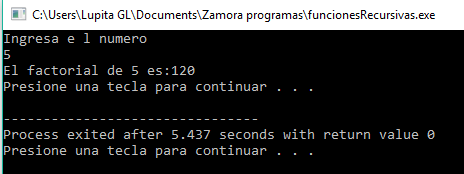 C:\Users\Lupita GL\Documents\Zamora programas\funcionesRecursivas.exe
Ingresa e l numero
5
El factorial de 5 es:120
Presione una tecla para continuar . . .
--------------------------------
Process exited after 5.437 seconds with return value 0
Presione una tecla para continuar . . .